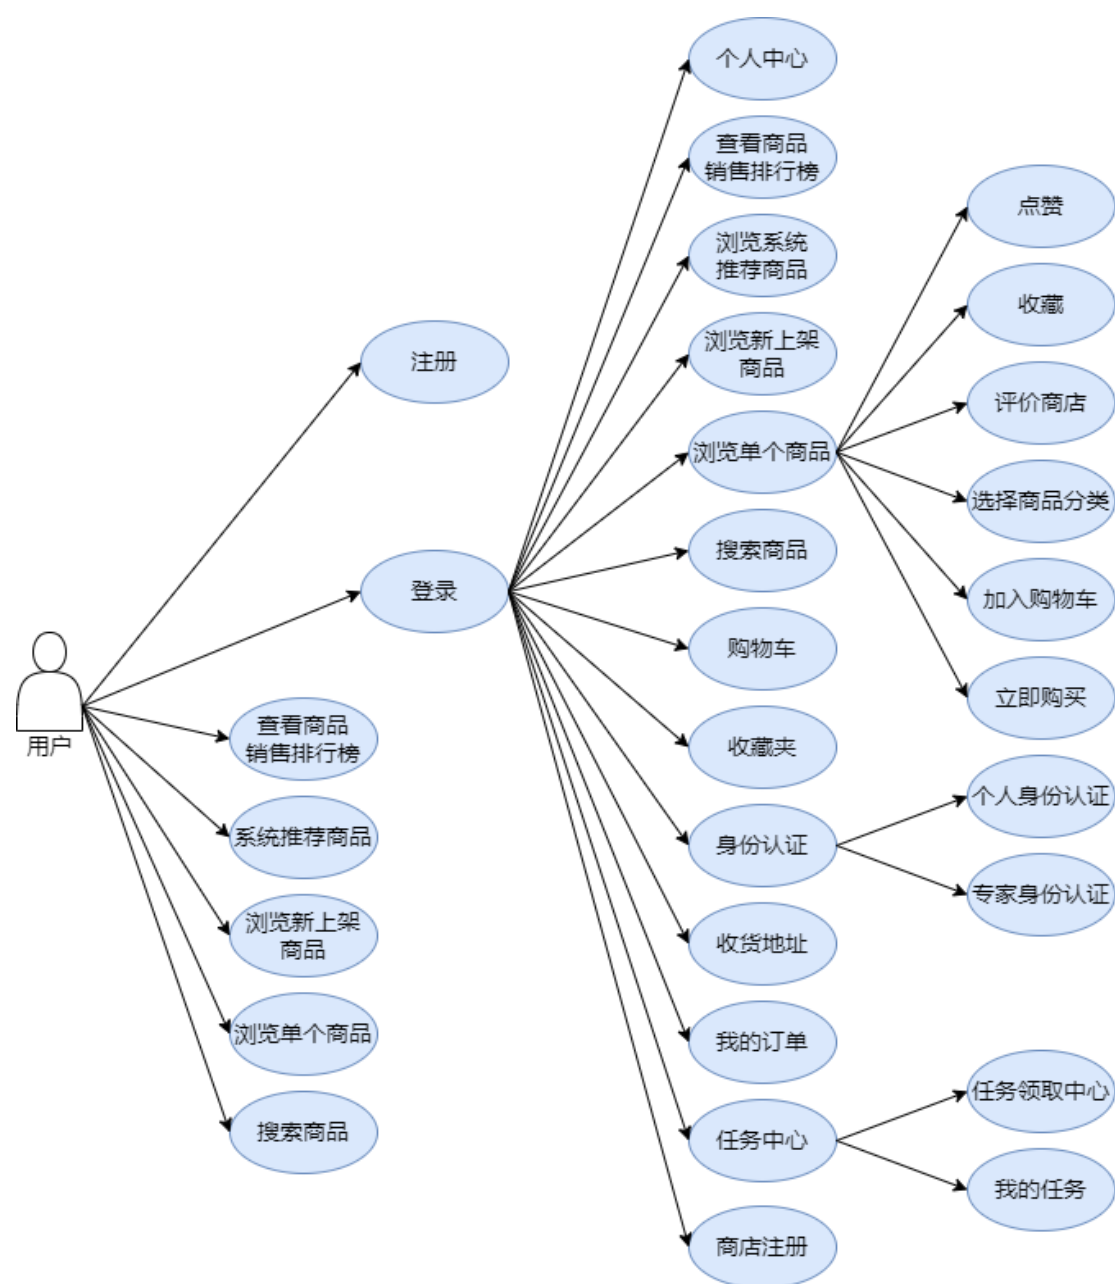 个人中心
查看商品
销售排行榜
浏览系统
推荐商品
浏览新上架
商品
浏览单个商品
搜索商品
购物车
收藏夹
身份认证
收货地址
我的订单
任务中心
商店注册
点赞
收藏
评价商店
选择商品分类
加入购物车
立即购买
个人身份认证
专家身份认证
任务领取中心
我的任务
注册
登录
用户
查看商品
销售排行榜
系统推荐商品
浏览新上架
商品
浏览单个商品
搜索商品